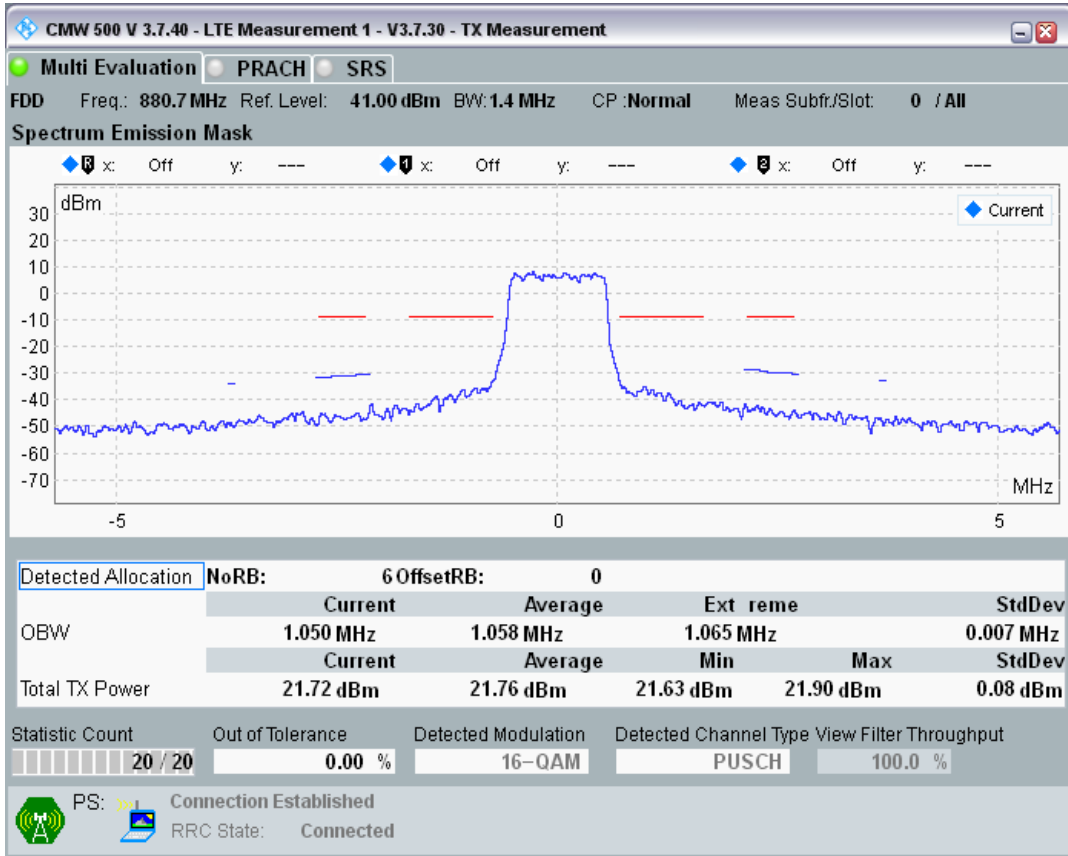 CMW 500 V 3.7.40 - LTE Measurement 1 - V3.7.30 - TX Measurement
Multi Evaluation PRACH SRS
FDD Freq.: 880.7 MHz Ref. Level: 41.00 dBm BW: 1.4 MHz CP :Normal Meas Subfr./Slot: 0 / All
Spectrum Emission Mask
R x: Off y: --- 1 x: Off y: --- 2 x: Off y: ---
dBm
Current
30
20
10
0
-10
-20
-30
-40
-50
-60
-70
MHz
-5 0 5
Detected Allocation NoRB: 6 OffsetRB: 0
Current Average Ext reme StdDev
OBW 1.050 MHz 1.058 MHz 1.065 MHz 0.007 MHz
Current Average Min Max StdDev
Total TX Power 21.72 dBm 21.76 dBm 21.63 dBm 21.90 dBm 0.08 dBm
Statistic Count Out of Tolerance Detected Modulation Detected Channel Type View Filter Throughput
20 / 20 0.00 % 16-QAM PUSCH 100.0 %
PS: Connection Established
RRC State: Connected